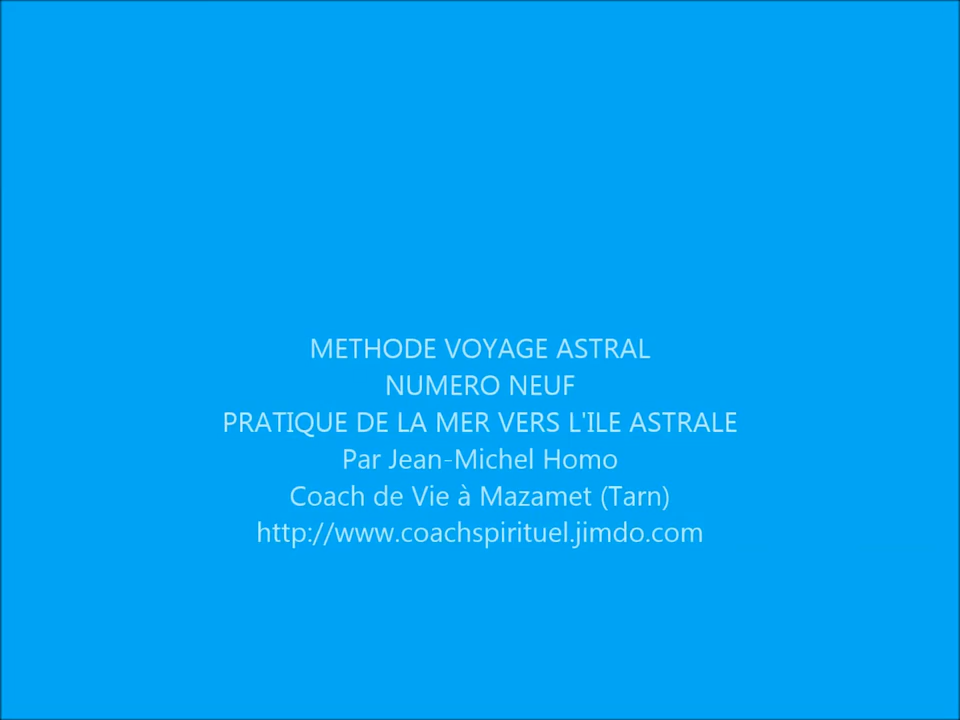 METHODE VOYAGE ASTRAL
NUMERO NEUF
PRATIQUE DE LA MER VERS L'ILE ASTRALE
Par Jean-Michel Homo
Coach de Vie à Mazamet (Tarn)
http://www.coachspirituel.jimdo.com